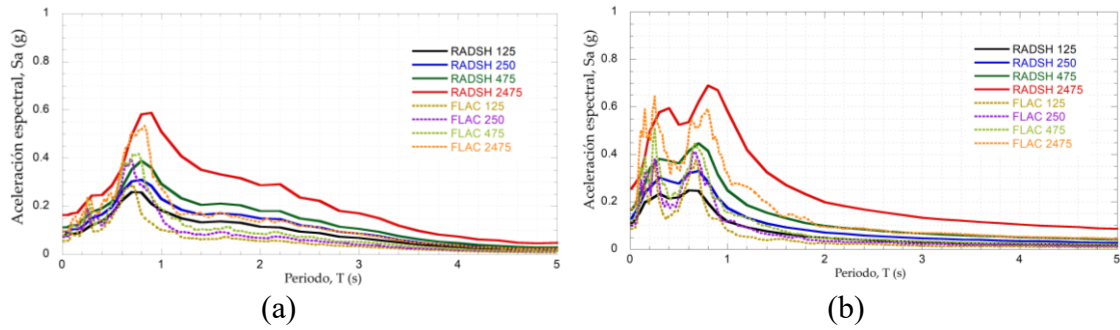 Aceleración espectral, Sa (g)
1
0.8
0.6
0.4
0.2
0
0
1
2
3
4
5
Periodo, T (s)
RADSH 125
RADSH 250
RADSH 475
RADSH 2475
FLAC 125
FLAC 250
FLAC 475
FLAC 2475
(a)
Aceleración espectral, Sa (g)
1
0.8
0.6
0.4
0.2
0
0
1
2
3
4
5
Periodo, T (s)
RADSH 125
RADSH 250
RADSH 475
RADSH 2475
FLAC 125
FLAC 250
FLAC 475
FLAC 2475
(b)